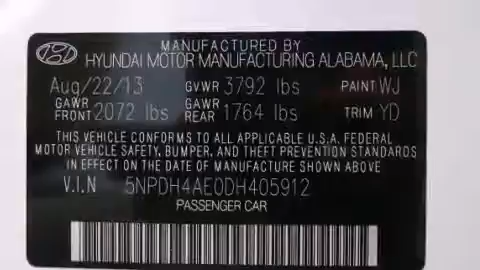 MANUFACTURED BY
HYUNDAI MOTOR MANUFACTURING ALABAMA, LLC
Aug/22/13 GVWR 3792 lbs PAINT WJ
GAWR FRONT 2072 lbs GAWR REAR 1764 lbs TRIM YD
THIS VEHICLE CONFORMS TO ALL APPLICABLE U.S.A. FEDERAL
MOTOR VEHICLE SAFETY, BUMPER, AND THEFT PREVENTION STANDARDS
IN EFFECT ON THE DATE OF MANUFACTURE SHOWN ABOVE
V.I.N 5NPDH4AE0DH405912
PASSENGER CAR